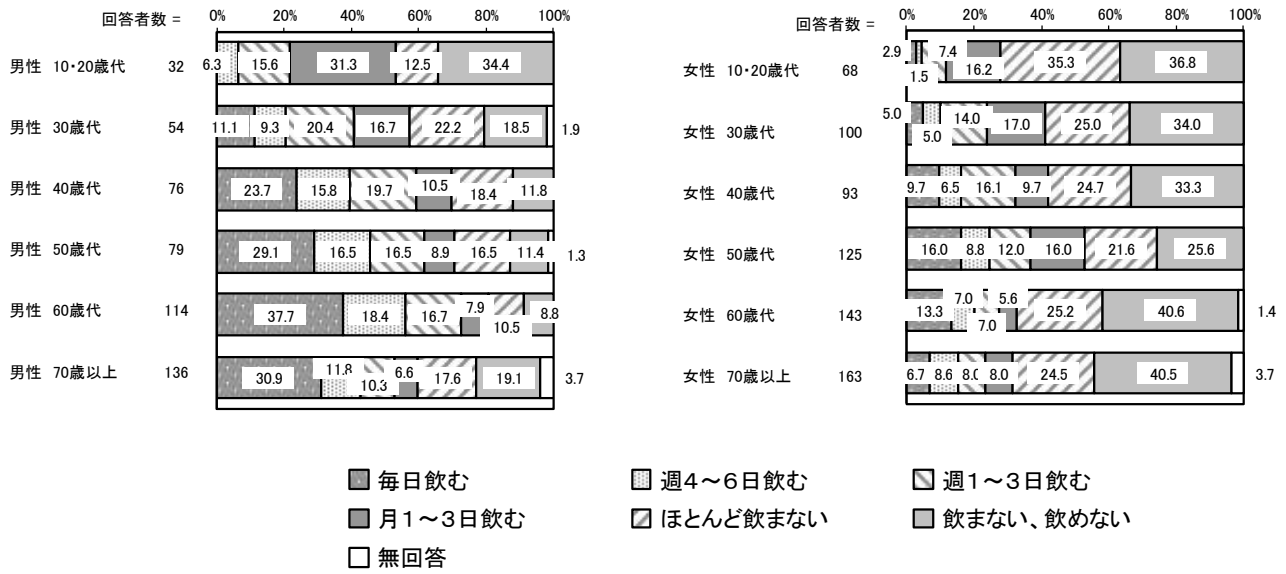 回答者数 =
0% 20% 40% 60% 80% 100%
男性 10・20歳代 32 6.3 15.6 31.3 12.5 34.4
男性 30歳代 54 11.1 9.3 20.4 16.7 22.2 18.5 1.9
男性 40歳代 76 23.7 15.8 19.7 10.5 18.4 11.8
男性 50歳代 79 29.1 16.5 16.5 8.9 16.5 11.4 1.3
男性 60歳代 114 37.7 18.4 16.7 7.9 10.5 8.8
男性 70歳以上 136 30.9 11.8 10.3 6.6 17.6 19.1 3.7
回答者数 =
0% 20% 40% 60% 80% 100%
女性 10・20歳代 68 2.9 1.5 7.4 16.2 35.3 36.8
女性 30歳代 100 5.0 5.0 14.0 17.0 25.0 34.0
女性 40歳代 93 9.7 6.5 16.1 9.7 24.7 33.3
女性 50歳代 125 16.0 8.8 12.0 16.0 21.6 25.6
女性 60歳代 143 13.3 7.0 7.0 5.6 25.2 40.6 1.4
女性 70歳以上 163 6.7 8.6 8.0 8.0 24.5 40.5 3.7
毎日飲む 週4～6日飲む 週1～3日飲む
月1～3日飲む ほとんど飲まない 飲まない、飲めない
無回答